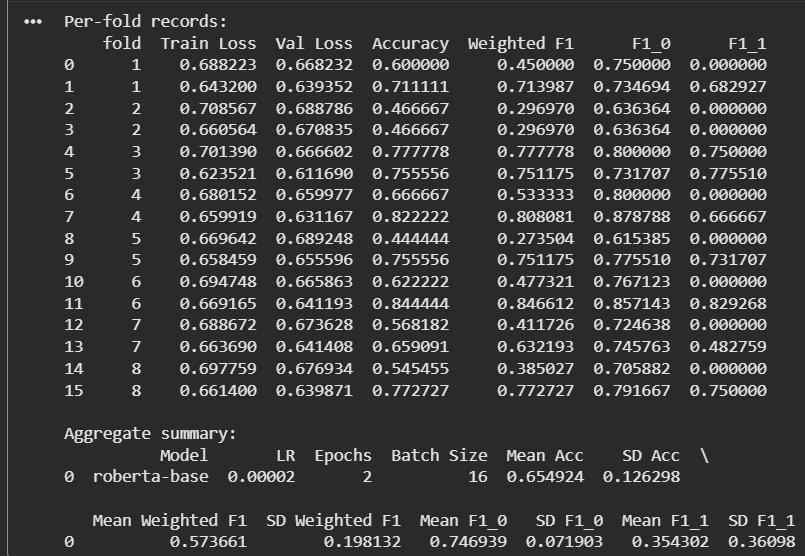 ••• Per-fold records:
fold Train Loss Val Loss Accuracy Weighted F1 F1_0 F1_1
0 1 0.688223 0.668232 0.600000 0.450000 0.750000 0.000000
1 1 0.643200 0.639352 0.711111 0.713987 0.734694 0.682927
2 2 0.708567 0.688786 0.466667 0.296970 0.636364 0.000000
3 2 0.660564 0.670835 0.466667 0.296970 0.636364 0.000000
4 3 0.701390 0.666602 0.777778 0.777778 0.800000 0.750000
5 3 0.623521 0.611690 0.755556 0.751175 0.731707 0.775510
6 4 0.680152 0.659977 0.666667 0.533333 0.800000 0.000000
7 4 0.659919 0.631167 0.822222 0.808081 0.878788 0.666667
8 5 0.669642 0.689248 0.444444 0.273504 0.615385 0.000000
9 5 0.658459 0.655596 0.755556 0.751175 0.775510 0.731707
10 6 0.694748 0.665863 0.622222 0.477321 0.767123 0.000000
11 6 0.669165 0.641193 0.844444 0.846612 0.857143 0.829268
12 7 0.688672 0.673628 0.568182 0.411726 0.724638 0.000000
13 7 0.663690 0.641408 0.659091 0.632193 0.745763 0.482759
14 8 0.697759 0.676934 0.545455 0.385027 0.705882 0.000000
15 8 0.661400 0.639871 0.772727 0.772727 0.791667 0.750000
Aggregate summary:
Model LR Epochs Batch Size Mean Acc SD Acc \
0 roberta-base 0.00002 2 16 0.654924 0.126298
Mean Weighted F1 SD Weighted F1 Mean F1_0 SD F1_0 Mean F1_1 SD F1_1
0 0.573661 0.198132 0.746939 0.071903 0.354302 0.36098